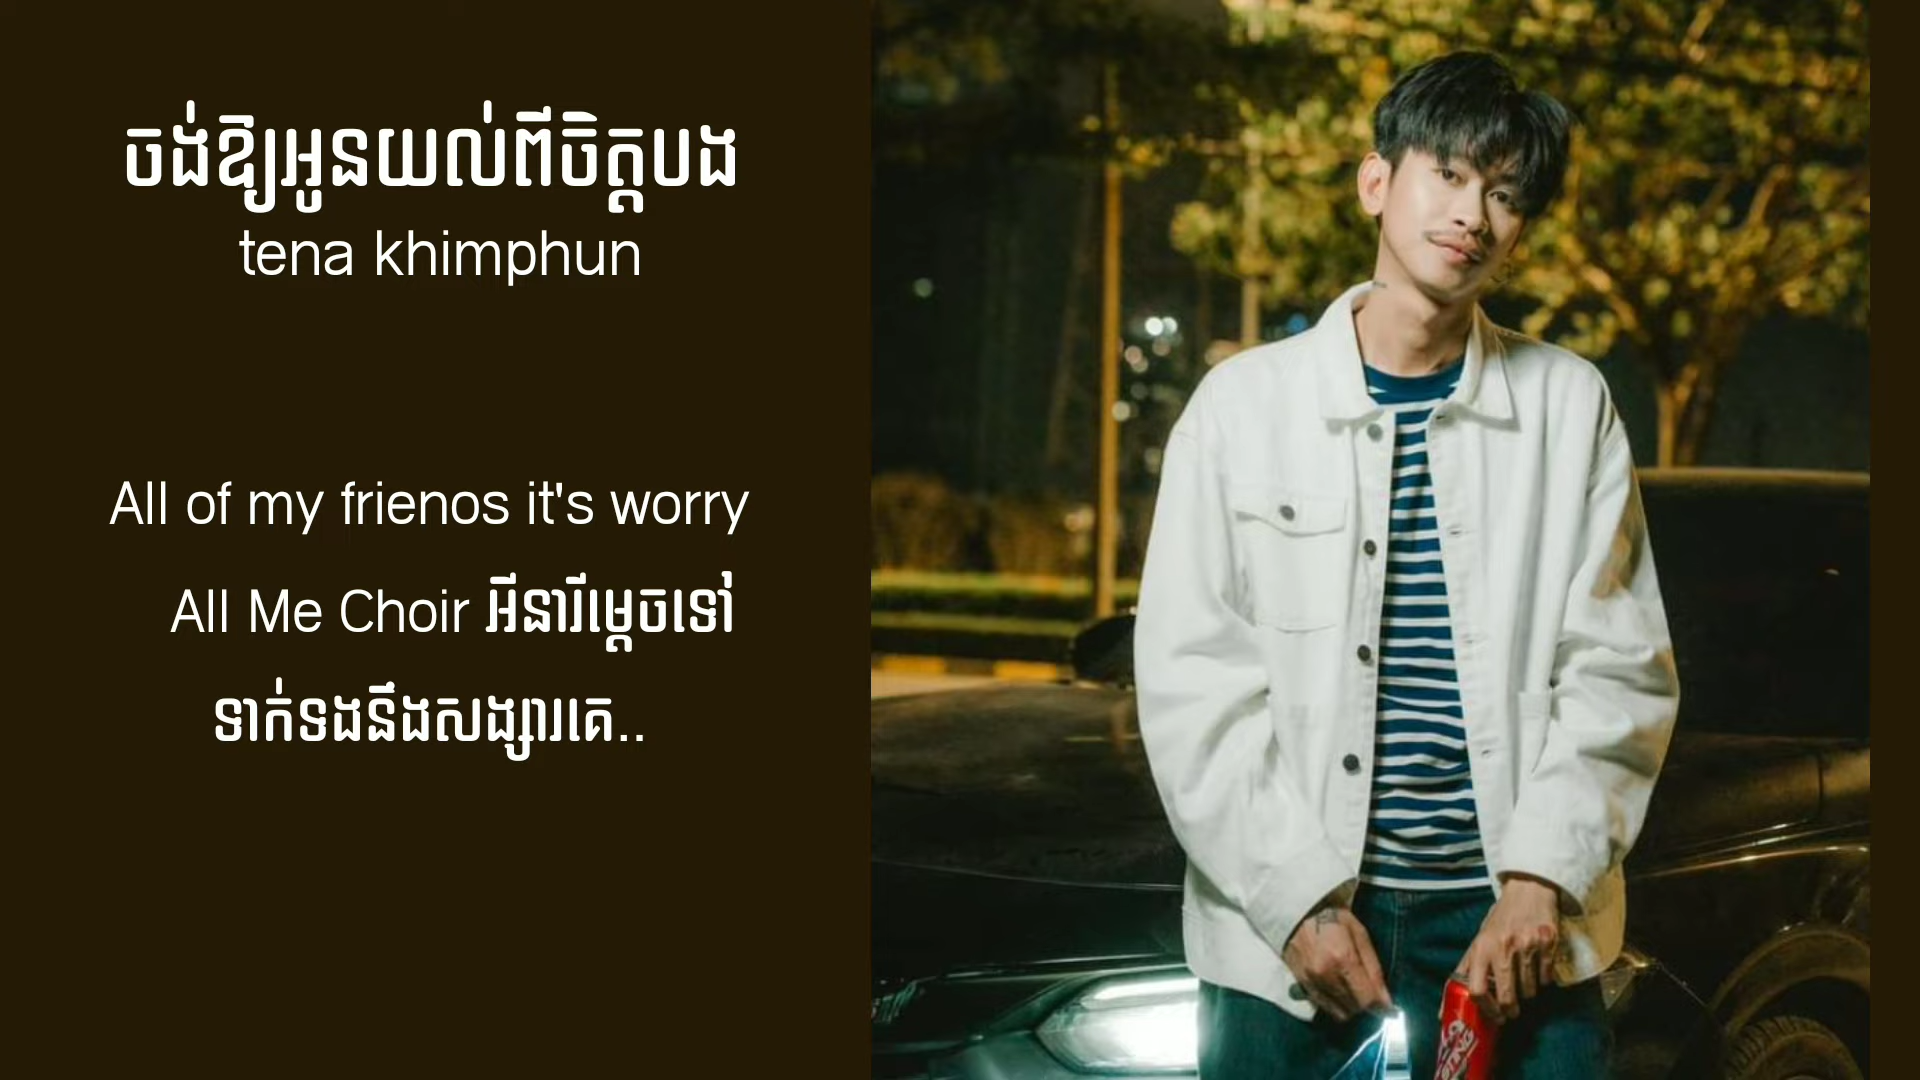 ចង់ឱ្យអូនយល់ពីចិត្តបង
tena khimphun
All of my frienos it's worry
All Me Choir អីនារីម្ដេចទៅ
ទាក់ទងនឹងសង្សារគេ..